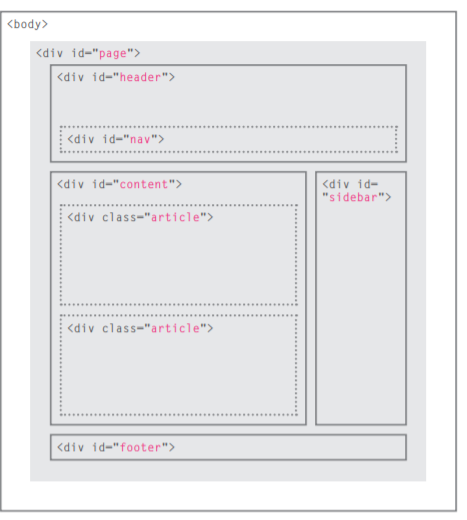 <body>
<div id="page">
<div id="header">
<div id="nav">
<div id="content">
<div id=
"sidebar">
<div class="article">
<div class="article">
<div id="footer">